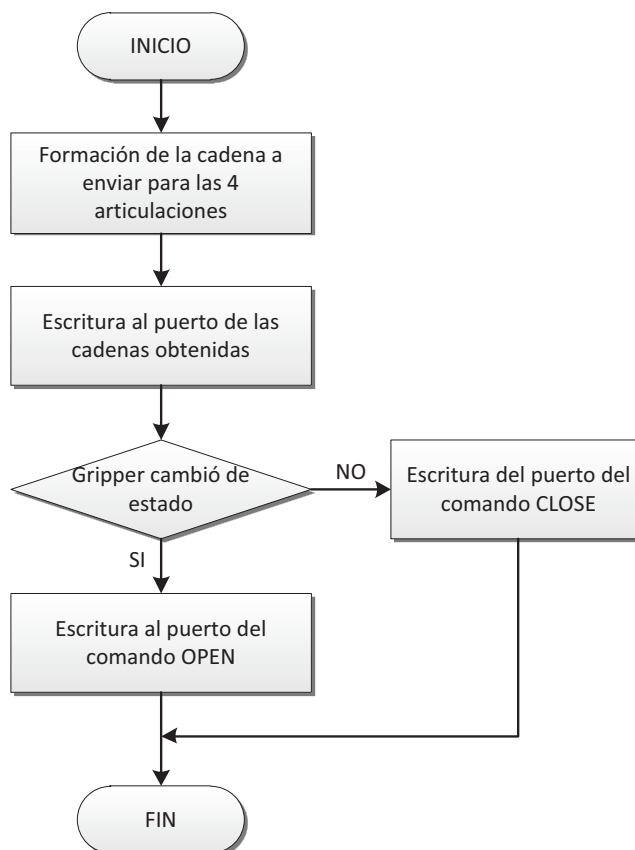 INICIO
Formación de la cadena a
enviar para las 4
articulaciones
Escritura al puerto de las
cadenas obtenidas
Gripper cambió de
estado
NO
Escritura del puerto del
comando CLOSE
SI
Escritura al puerto del
comando OPEN
FIN